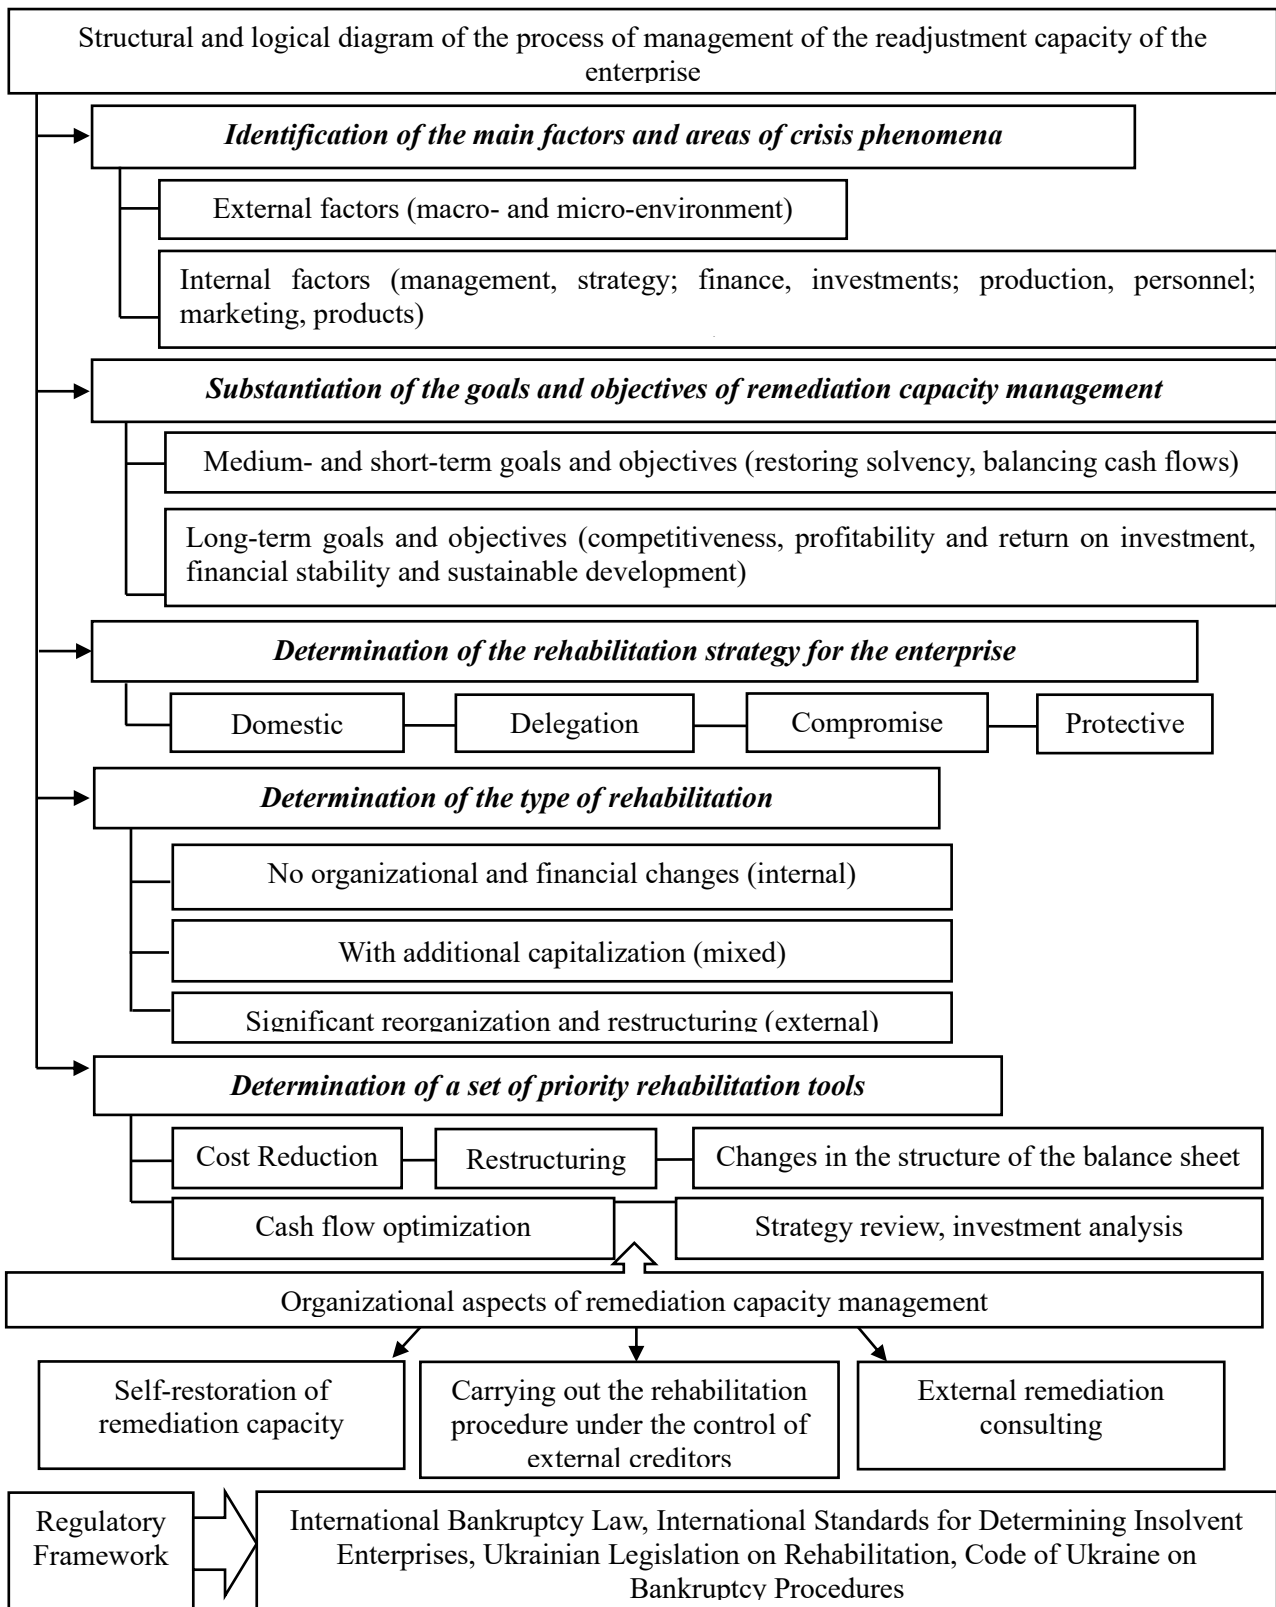 Structural and logical diagram of the process of management of the readjustment capacity of the
enterprise
Identification of the main factors and areas of crisis phenomena
External factors (macro- and micro-environment)
Internal factors (management, strategy; finance, investments; production, personnel;
marketing, products)
Substantiation of the goals and objectives of remediation capacity management
Medium- and short-term goals and objectives (restoring solvency, balancing cash flows)
Long-term goals and objectives (competitiveness, profitability and return on investment,
financial stability and sustainable development)
Determination of the rehabilitation strategy for the enterprise
Domestic
Delegation
Compromise
Protective
Determination of the type of rehabilitation
No organizational and financial changes (internal)
With additional capitalization (mixed)
Significant reorganization and restructuring (external)
Determination of a set of priority rehabilitation tools
Cost Reduction
Restructuring
Changes in the structure of the balance sheet
Cash flow optimization
Strategy review, investment analysis
Organizational aspects of remediation capacity management
Self-restoration of
remediation capacity
Carrying out the rehabilitation
procedure under the control of
external creditors
External remediation
consulting
Regulatory
Framework
International Bankruptcy Law, International Standards for Determining Insolvent
Enterprises, Ukrainian Legislation on Rehabilitation, Code of Ukraine on
Bankruptcy Procedures